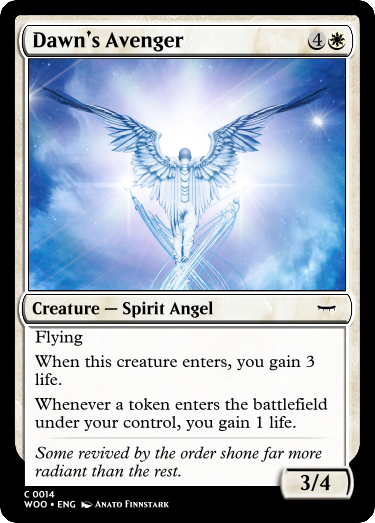 Dawn's Avenger 4
Creature — Spirit Angel
Flying
When this creature enters, you gain 3
life.
Whenever a token enters the battlefield
under your control, you gain 1 life.
Some revived by the order shone far more
radiant than the rest.
3/4
C 0014
WOO • ENG Anato Finnstark